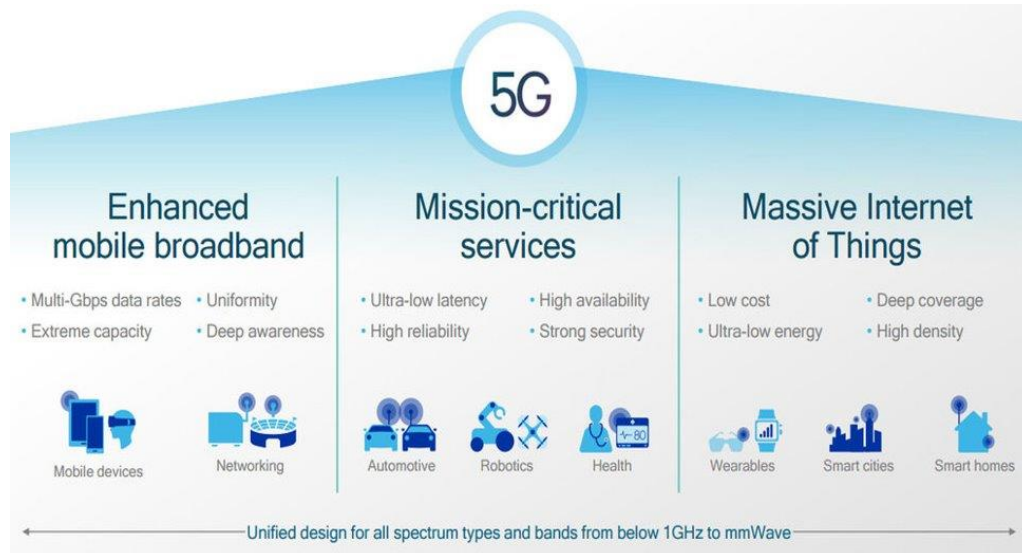 5G
Enhanced
mobile broadband
• Multi-Gbps data rates
• Uniformity
• Extreme capacity
• Deep awareness
Mobile devices
Networking
Mission-critical
services
• Ultra-low latency
• High availability
• High reliability
• Strong security
80
Automotive
Robotics
Health
Massive Internet
of Things
• Low cost
• Deep coverage
• Ultra-low energy
• High density
Wearables
Smart cities
Smart homes
Unified design for all spectrum types and bands from below 1GHz to mmWave